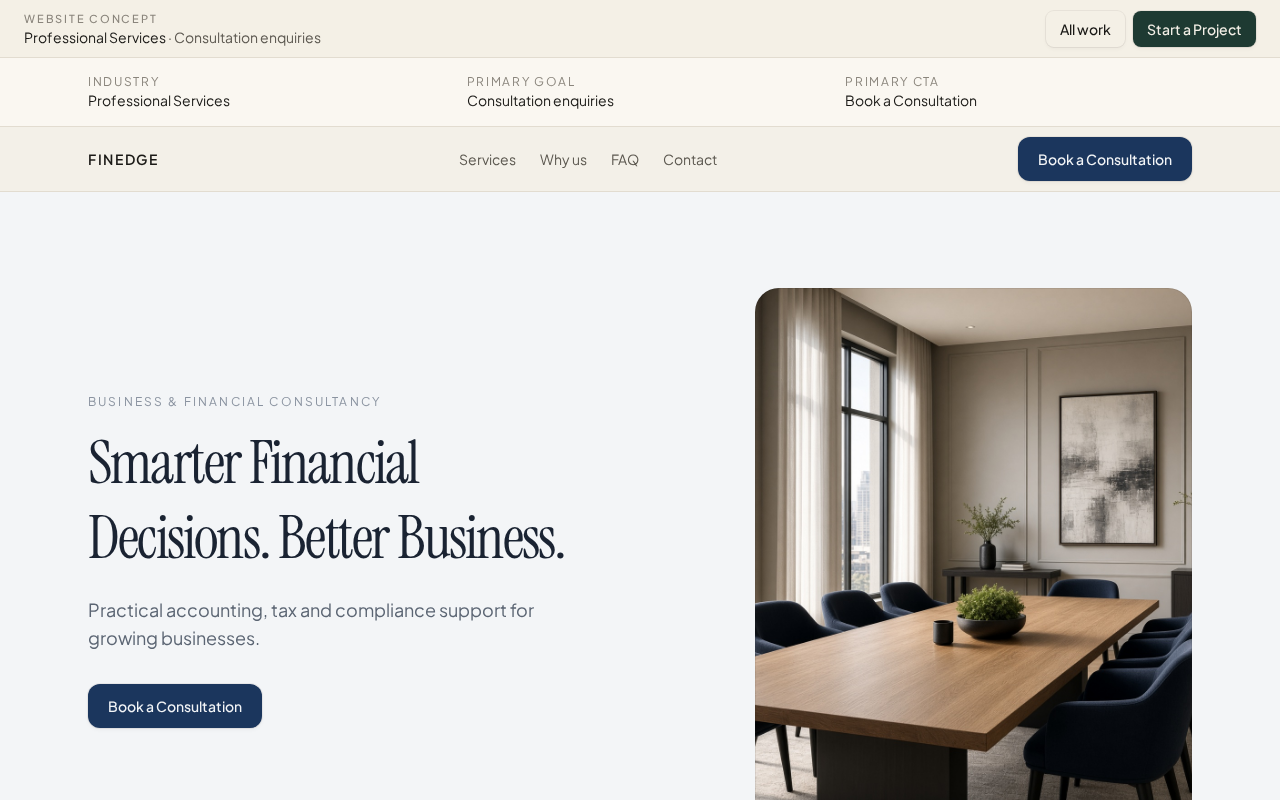 WEBSITE CONCEPT
Professional Services · Consultation enquiries
All work
Start a Project
INDUSTRY
Professional Services
PRIMARY GOAL
Consultation enquiries
PRIMARY CTA
Book a Consultation
FINEDGE
Services
Why us
FAQ
Contact
Book a Consultation
BUSINESS & FINANCIAL CONSULTANCY
Smarter Financial
Decisions. Better Business.
Practical accounting, tax and compliance support for
growing businesses.
Book a Consultation